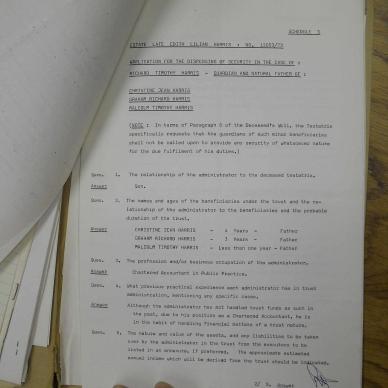 SCHEDULE 5
ESTATE LATE EDITH LILIAN HARRIS : NO.
APPLICATION FOR THE DISPENSING OF SECURITY IN THE CASE OF :
RICHARD TIMOTHY HARRIS - GUARDIAN AND NATURAL FATHER OF :
CHRISTINE JEAN HARRIS
GRAHAM RICHARD HARRIS
MALCOLM TIMOTHY HARRIS
(NOTE : In terms of Paragraph 6 of the Deceased's Will, the Testatrix
specifically requests that the guardians of such minor beneficiaries
shall not be called upon to provide any security of whatsoever nature
for the due fulfilment of his duties.)
Ques. 1. The relationship of the administrator to the deceased testatrix.
Answer Son.
Ques. 2. The names and ages of the beneficiaries under the trust and the re-
lationship of the administrator to the beneficiaries and the probable
duration of the trust.
Answer CHRISTINE JEAN HARRIS - 4 Years - Father
GRAHAM RICHARD HARRIS - 3 Years - Father
MALCOLM TIMOTHY HARRIS - Less than one year - Father
Ques. 3. The profession and/or business occupation of the administrator.
Answer Chartered Accountant in Public Practice.
Ques. 4. What previous practical experience each administrator has in trust
administration, mentioning any specific cases.
Answer Although the administrator has not handled trust funds as such in
the past, due to his position as a Chartered Accountant, he is
in the habit of handling financial matters of a trust nature.
Ques. 5. The nature and value of the assets, and any liabilities to be taken
over by the administrator in the trust from the executors to be
listed in an annexure, if preferred. The approximate estimated
annual income which will be derived from the trust should be indicated.
2/ 5. Answer